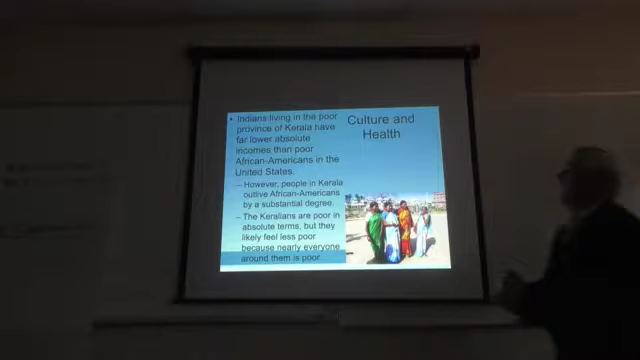 Culture and
Health
• Indians living in the poor
province of Kerala have
far lower absolute
incomes than poor
African-Americans in the
United States.
– However, people in Kerala
outlive African-Americans
by a substantial degree.
– The Keralians are poor in
absolute terms, but they
likely feel less poor
because nearly everyone
around them is poor.